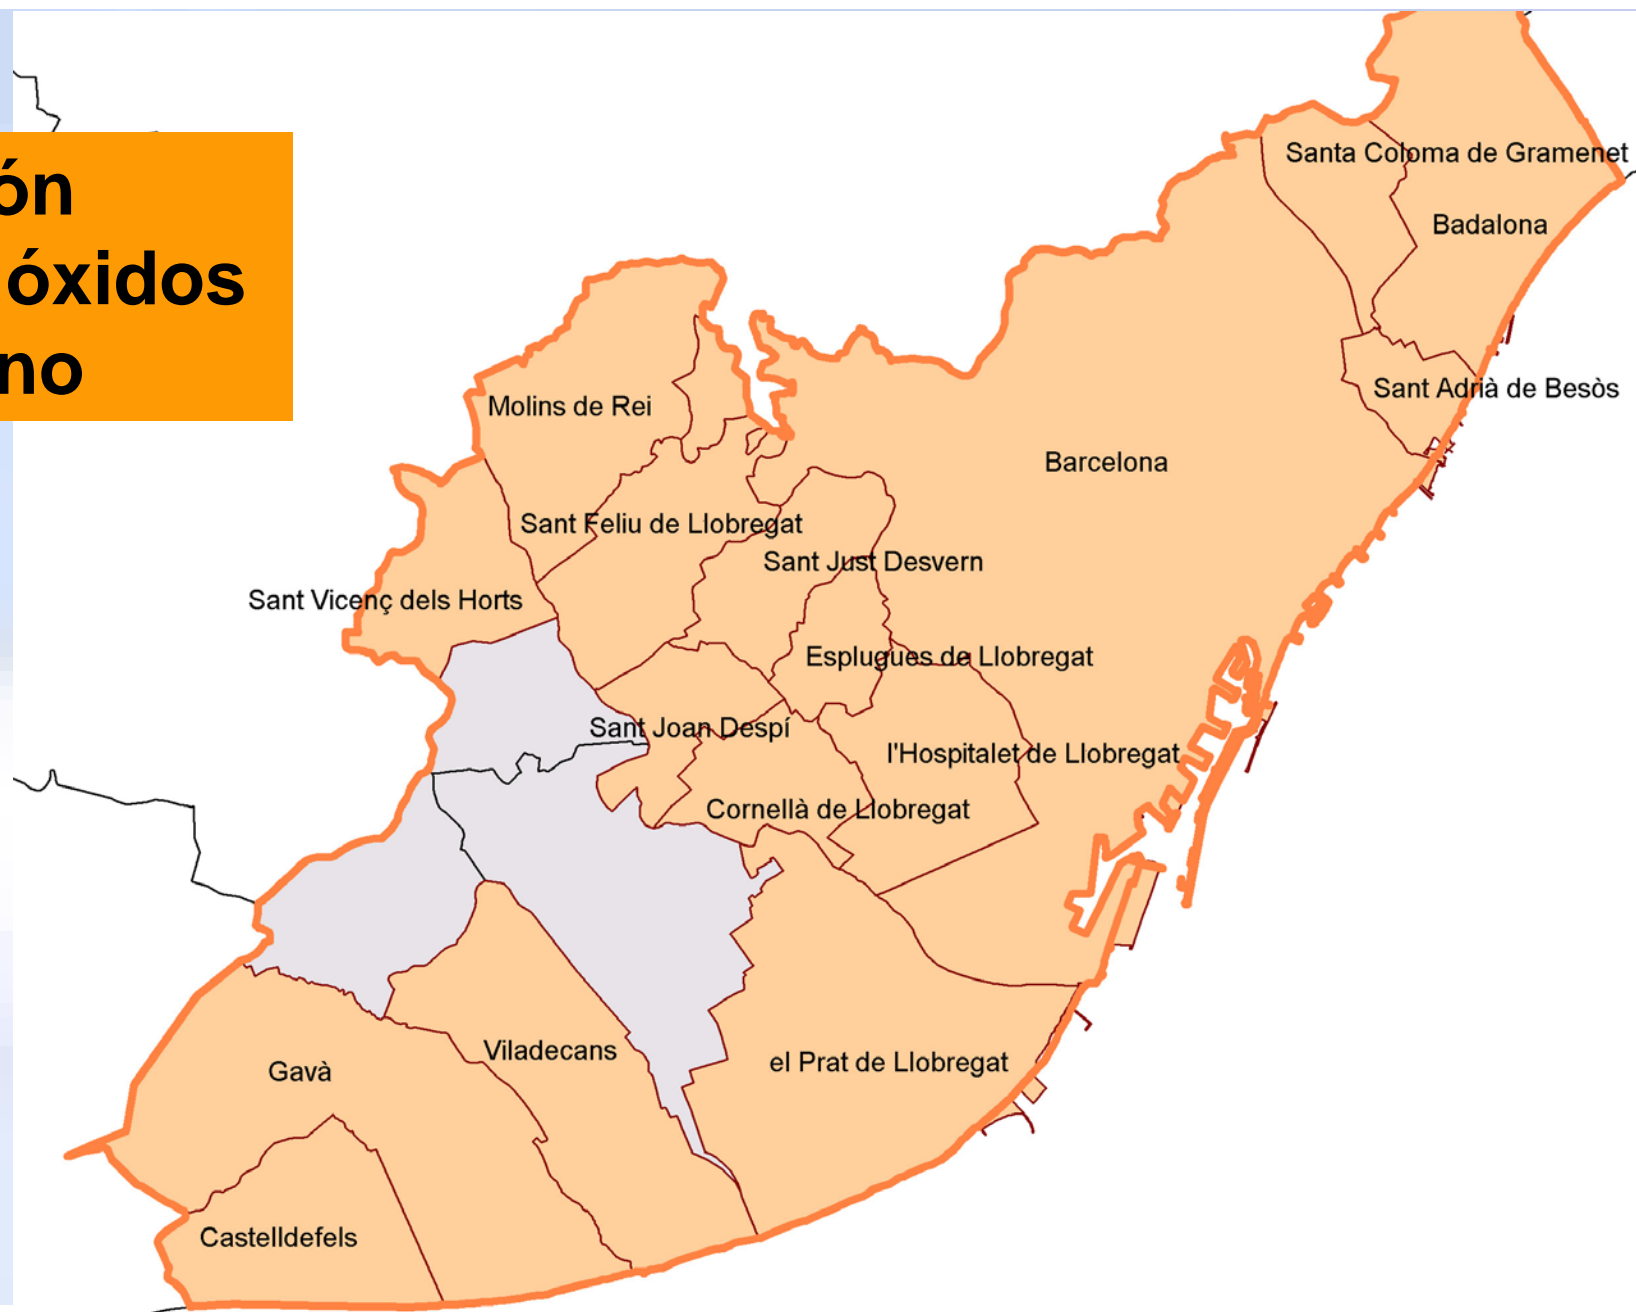 ón
óxidos
no
Santa Coloma de Gramenet
Badalona
Sant Adrià de Besòs
Molins de Rei
Barcelona
Sant Feliu de Llobregat
Sant Just Desvern
Sant Vicenç dels Horts
Esplugues de Llobregat
Sant Joan Despí
l'Hospitalet de Llobregat
Cornellà de Llobregat
Viladecans
el Prat de Llobregat
Gavà
Castelldefels